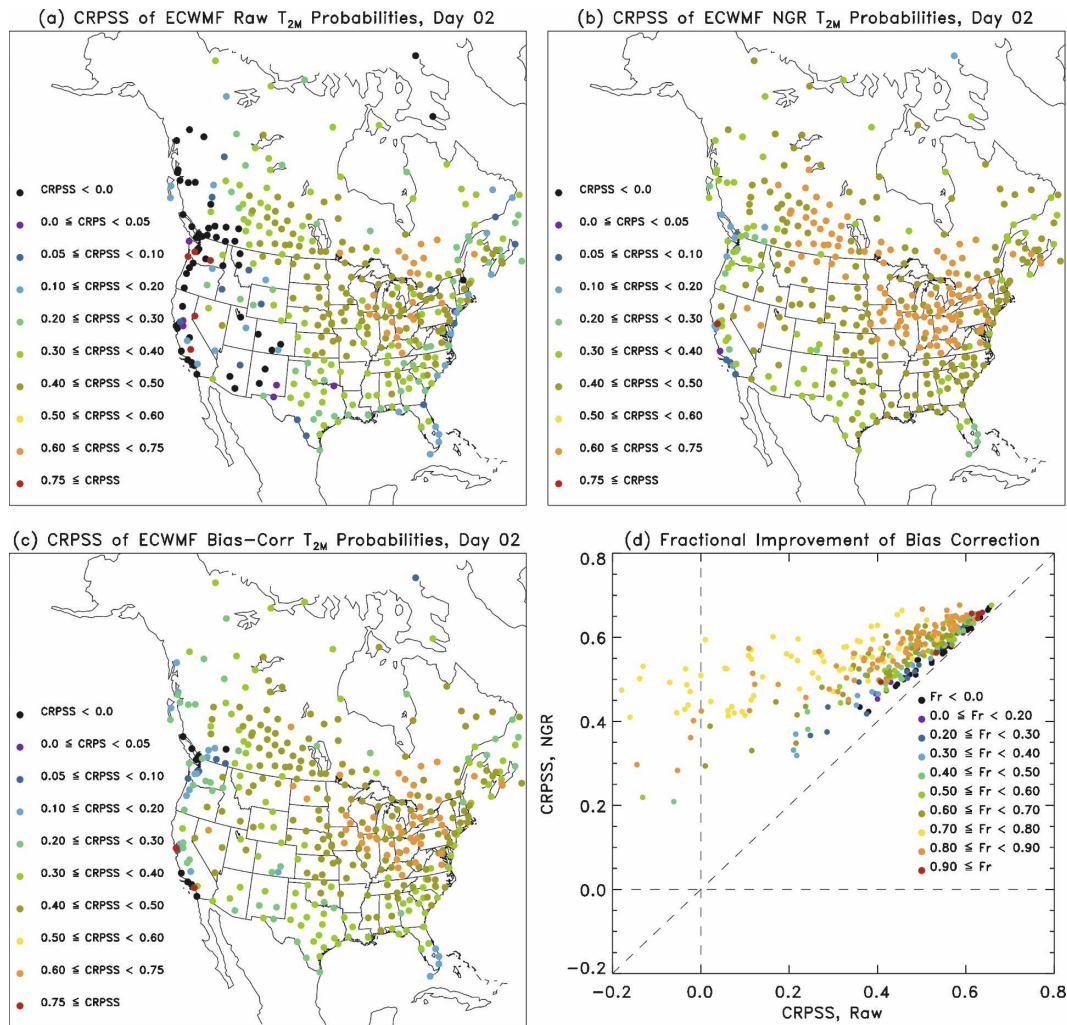 (a) CRPSS of ECWMF Raw T2M Probabilities, Day 02
CRPSS < 0.0
0.0 ≦ CRPS < 0.05
0.05 ≦ CRPSS < 0.10
0.10 ≦ CRPSS < 0.20
0.20 ≦ CRPSS < 0.30
0.30 ≦ CRPSS < 0.40
0.40 ≦ CRPSS < 0.50
0.50 ≦ CRPSS < 0.60
0.60 ≦ CRPSS < 0.75
0.75 ≦ CRPSS
(b) CRPSS of ECWMF NGR T2M Probabilities, Day 02
CRPSS < 0.0
0.0 ≦ CRPS < 0.05
0.05 ≦ CRPSS < 0.10
0.10 ≦ CRPSS < 0.20
0.20 ≦ CRPSS < 0.30
0.30 ≦ CRPSS < 0.40
0.40 ≦ CRPSS < 0.50
0.50 ≦ CRPSS < 0.60
0.60 ≦ CRPSS < 0.75
0.75 ≦ CRPSS
(c) CRPSS of ECWMF Bias-Corr T2M Probabilities, Day 02
CRPSS < 0.0
0.0 ≦ CRPS < 0.05
0.05 ≦ CRPSS < 0.10
0.10 ≦ CRPSS < 0.20
0.20 ≦ CRPSS < 0.30
0.30 ≦ CRPSS < 0.40
0.40 ≦ CRPSS < 0.50
0.50 ≦ CRPSS < 0.60
0.60 ≦ CRPSS < 0.75
0.75 ≦ CRPSS
(d) Fractional Improvement of Bias Correction
0.8
0.6
0.4
0.2
0.0
-0.2
CRPSS, NGR
Fr < 0.0
0.0 ≦ Fr < 0.20
0.20 ≦ Fr < 0.30
0.30 ≦ Fr < 0.40
0.40 ≦ Fr < 0.50
0.50 ≦ Fr < 0.60
0.60 ≦ Fr < 0.70
0.70 ≦ Fr < 0.80
0.80 ≦ Fr < 0.90
0.90 ≦ Fr
-0.2 0.0 0.2 0.4 0.6 0.8
CRPSS, Raw